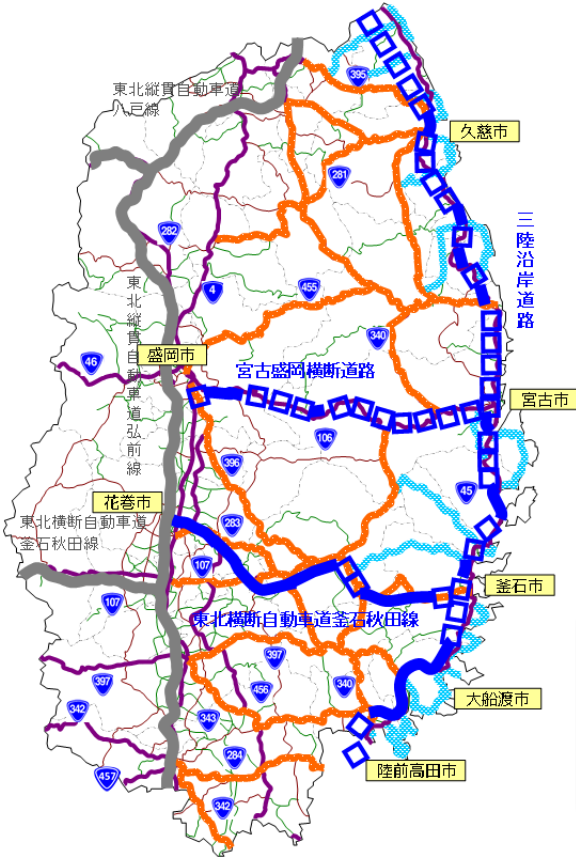 395
東北縦貫自動車道
八戸線
久慈市
281
三陸沿岸道路
282
4
455
東北縦貫自動車道弘前線
340
盛岡市
46
宮古盛岡横断道路
宮古市
106
396
45
花巻市
283
東北横断自動車道
釜石秋田線
107
釜石市
107
東北横断自動車道釜石秋田線
397
397
456
340
大船渡市
342
343
284
陸前高田市
457
342